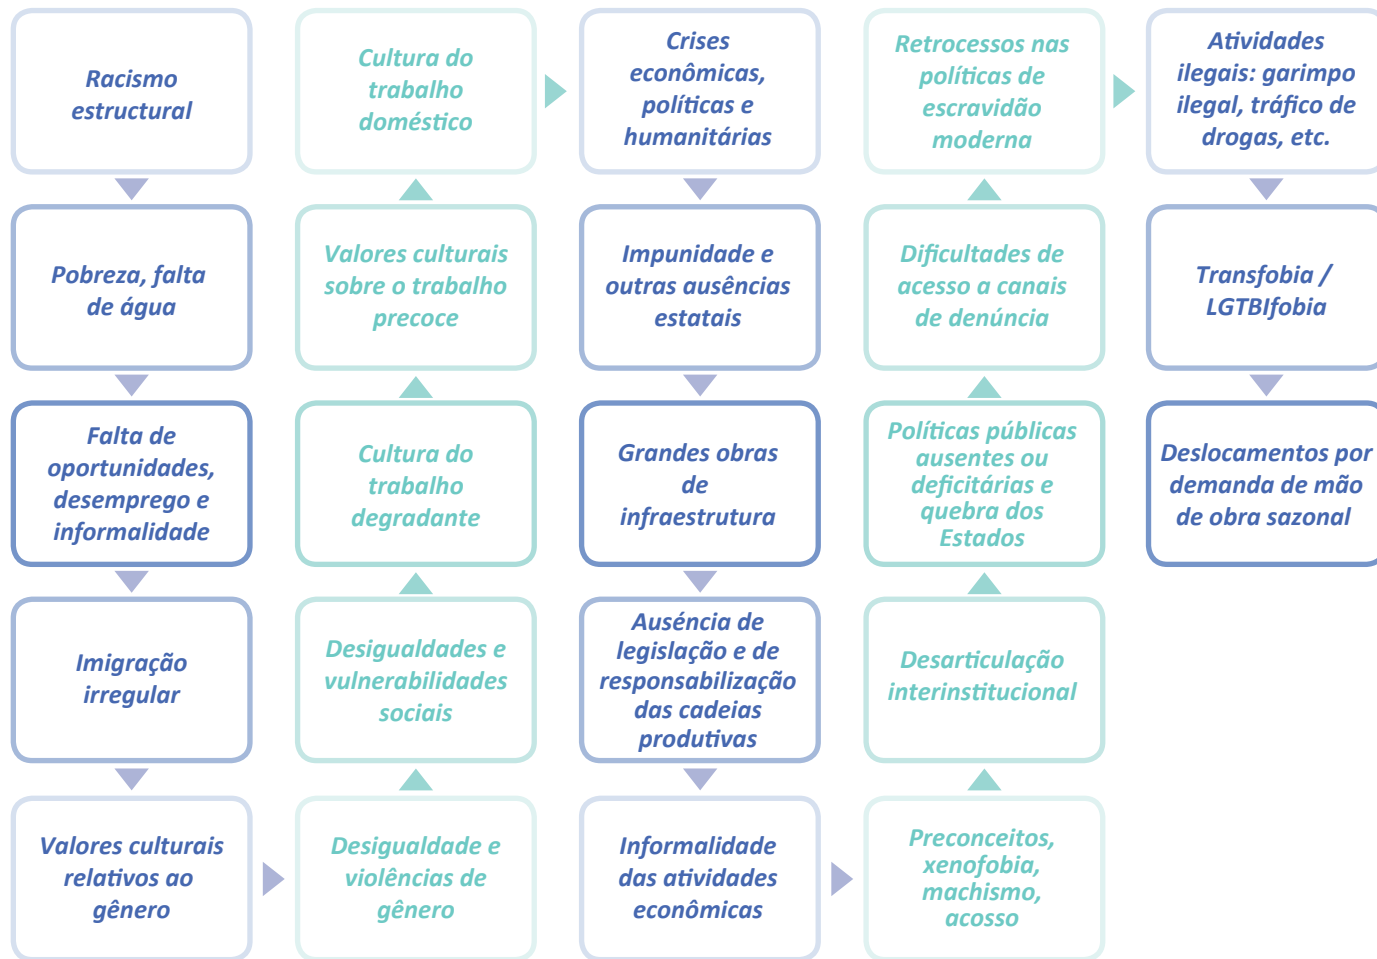 Racismo
estructural
Pobreza, falta
de água
Falta de
oportunidades,
desemprego e
informalidade
Imigração
irregular
Valores culturais
relativos ao
gênero
Desigualdade e
violências de
gênero
Desigualdades e
vulnerabilidades
sociais
Cultura do
trabalho
degradante
Valores culturais
sobre o trabalho
precoce
Cultura do
trabalho
doméstico
Crises
econômicas,
políticas e
humanitárias
Impunidade e
outras ausências
estatais
Grandes obras
de
infraestrutura
Auséncia de
legislação e de
responsabilização
das cadeias
produtivas
Informalidade
das atividades
econômicas
Preconceitos,
xenofobia,
machismo,
acosso
Desarticulação
interinstitucional
Políticas públicas
ausentes ou
deficitárias e
quebra dos
Estados
Dificultades de
acesso a canais
de denúncia
Retrocessos nas
políticas de
escravidão
moderna
Atividades
ilegais: garimpo
ilegal, tráfico de
drogas, etc.
Transfobia /
LGTBIfobia
Deslocamentos por
demanda de mão
de obra sazonal